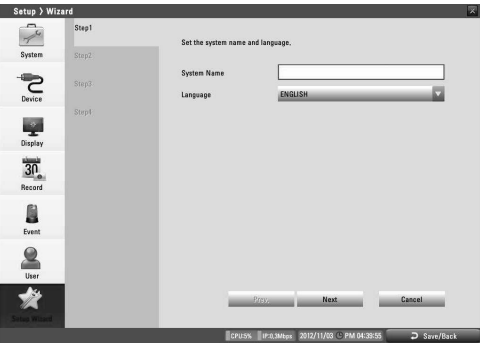 Setup > Wizard
System
Device
Display
30
Record
Event
User
Setup Wizard
Step1
Step2
Step3
Step4
Set the system name and language,
System Name
Language
ENGLISH
Prev.
Next
Cancel
CPU:5%
IP:0.3Mbps
2012/11/03
PM 04:39:55
Save/Back